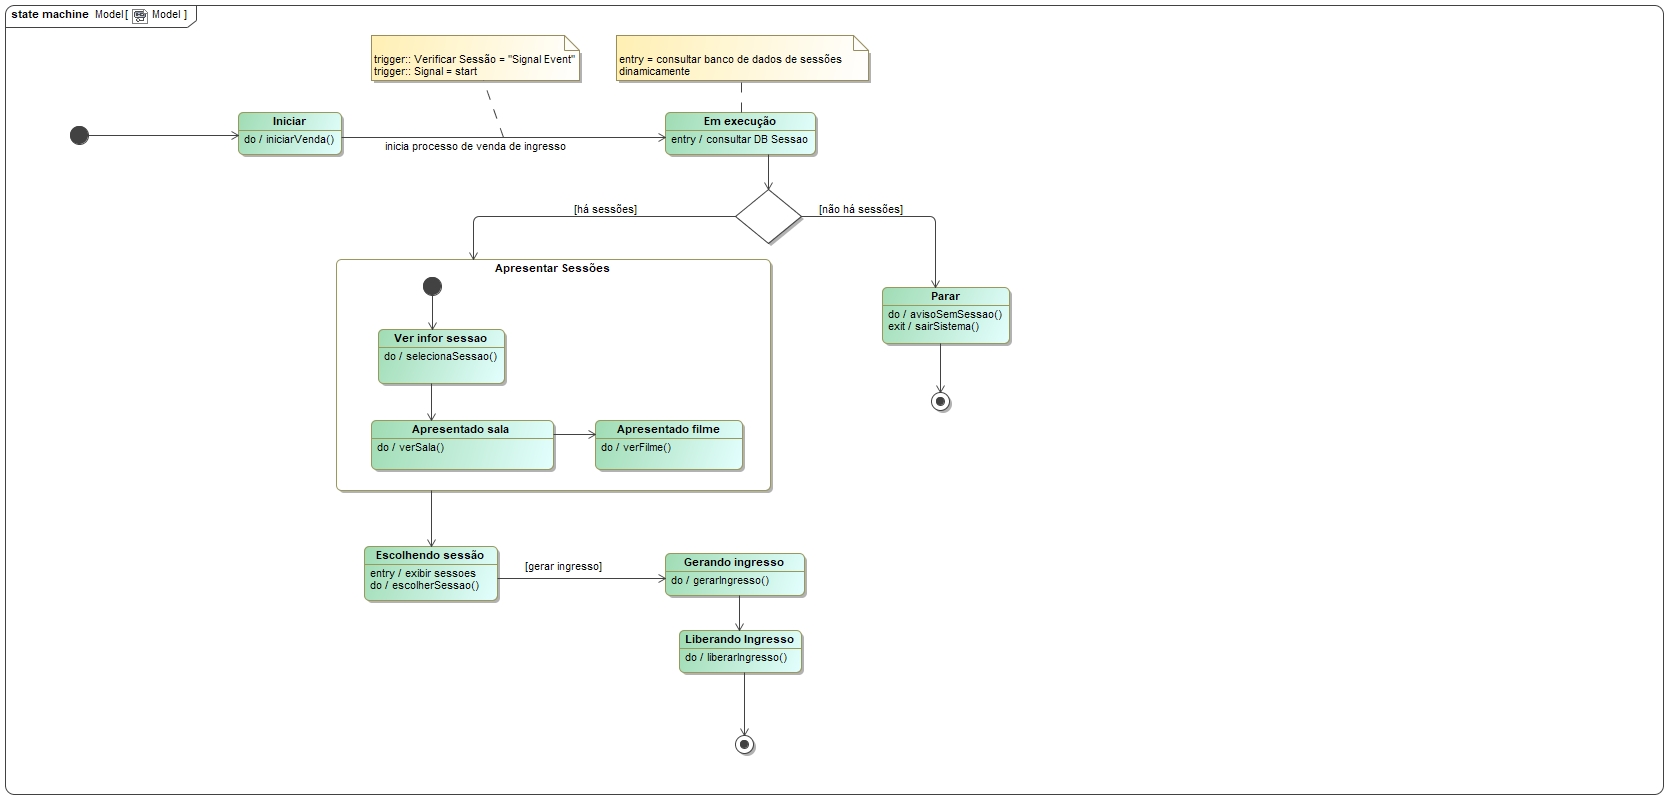 state machine Model [ Model ]
trigger:: Verificar Sessão = "Signal Event"
trigger:: Signal = start
entry = consultar banco de dados de sessões
dinamicamente
Iniciar
do / iniciarVenda()
inicia processo de venda de ingresso
Em execução
entry / consultar DB Sessao
[há sessões]
[não há sessões]
Apresentar Sessões
Ver infor sessao
do / selecionaSessao()
Apresentado sala
do / verSala()
Apresentado filme
do / verFilme()
Parar
do / avisoSemSessao()
exit / sairSistema()
Escolhendo sessão
entry / exibir sessoes
do / escolherSessao()
[gerar ingresso]
Gerando ingresso
do / gerarIngresso()
Liberando Ingresso
do / liberarIngresso()